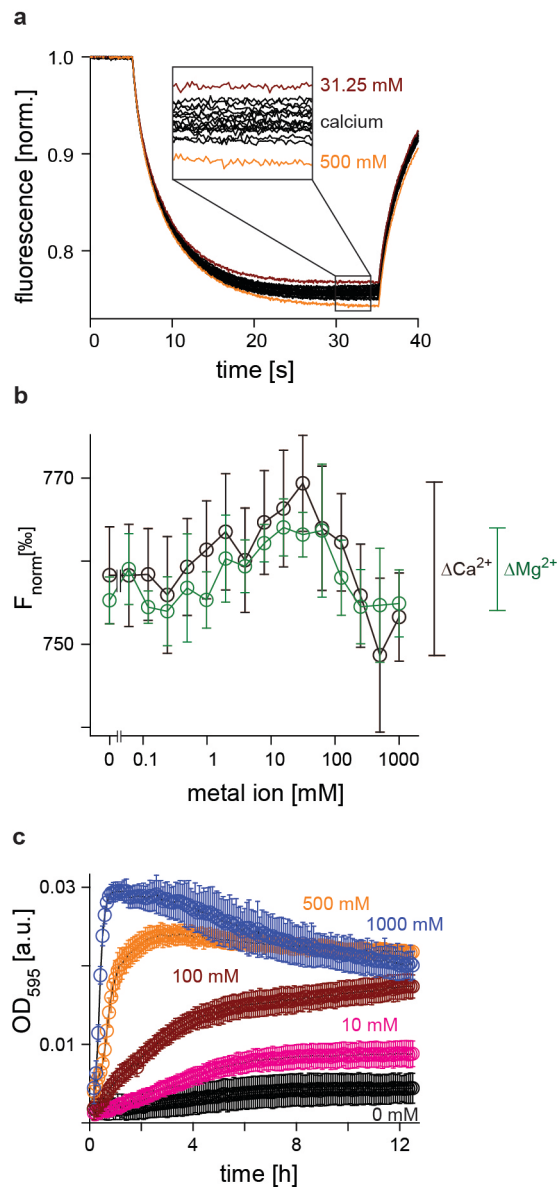 a
1.0
0.9
0.8
fluorescence [norm.]
31.25 mM
calcium
500 mM
0 10 20 30 40
time [s]
b
770
750
Fnorm[‰]
ΔCa²⁺ ΔMg²⁺
0 0.1 1 10 100 1000
metal ion [mM]
c
0.03
0.01
OD₅₉₅ [a.u.]
500 mM
1000 mM
100 mM
10 mM
0 mM
0 4 8 12
time [h]